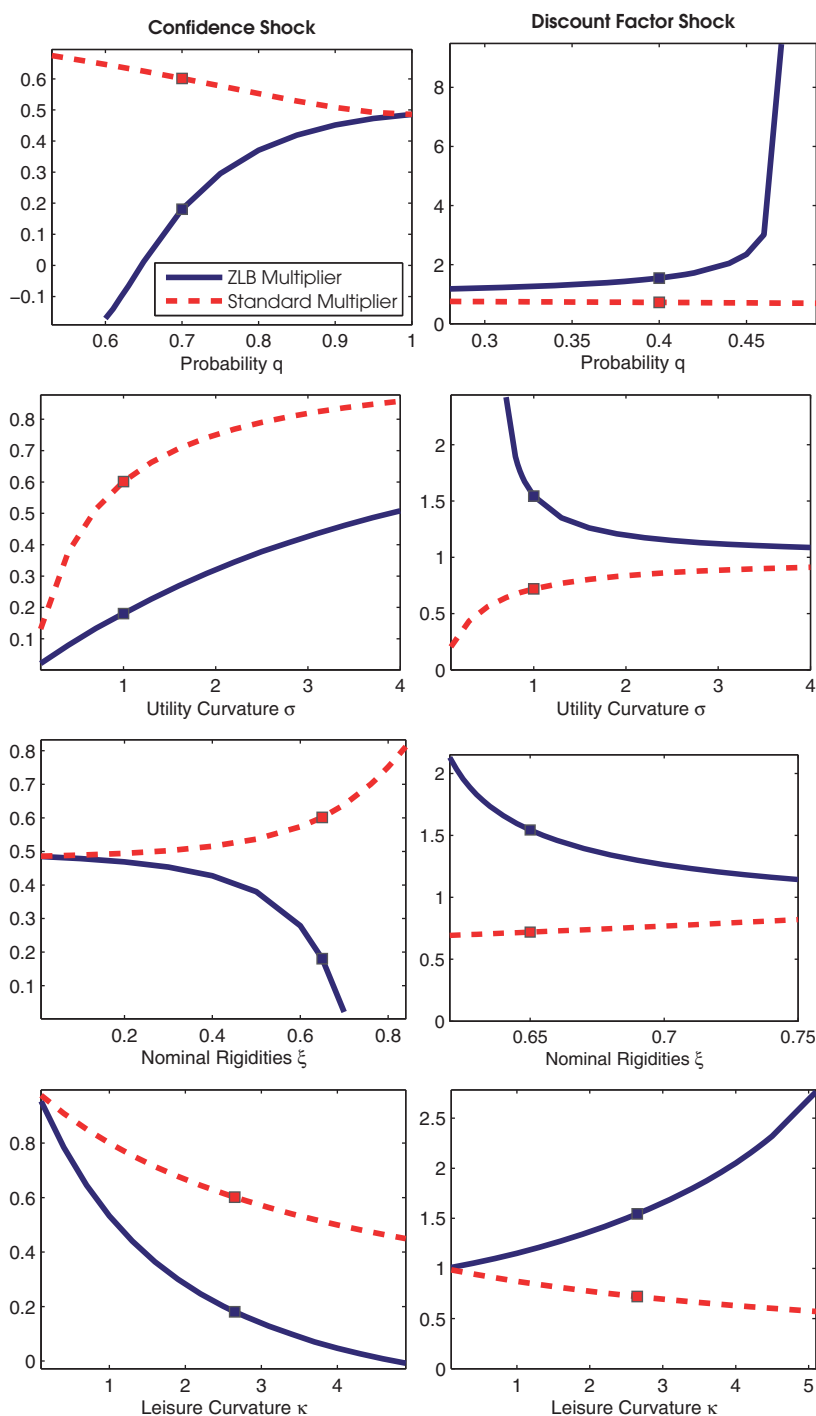 Confidence Shock
Discount Factor Shock
0.6
0.5
0.4
0.3
0.2
0.1
0
−0.1
ZLB Multiplier
Standard Multiplier
0.6 0.7 0.8 0.9 1
Probability q
8
6
4
2
0
0.3 0.35 0.4 0.45
Probability q
0.8
0.7
0.6
0.5
0.4
0.3
0.2
0.1
1 2 3 4
Utility Curvature σ
2
1.5
1
0.5
0
1 2 3 4
Utility Curvature σ
0.8
0.7
0.6
0.5
0.4
0.3
0.2
0.1
0.2 0.4 0.6 0.8
Nominal Rigidities ξ
2
1.5
1
0.5
0
0.65 0.7 0.75
Nominal Rigidities ξ
0.8
0.6
0.4
0.2
0
1 2 3 4
Leisure Curvature κ
2.5
2
1.5
1
0.5
0
1 2 3 4 5
Leisure Curvature κ